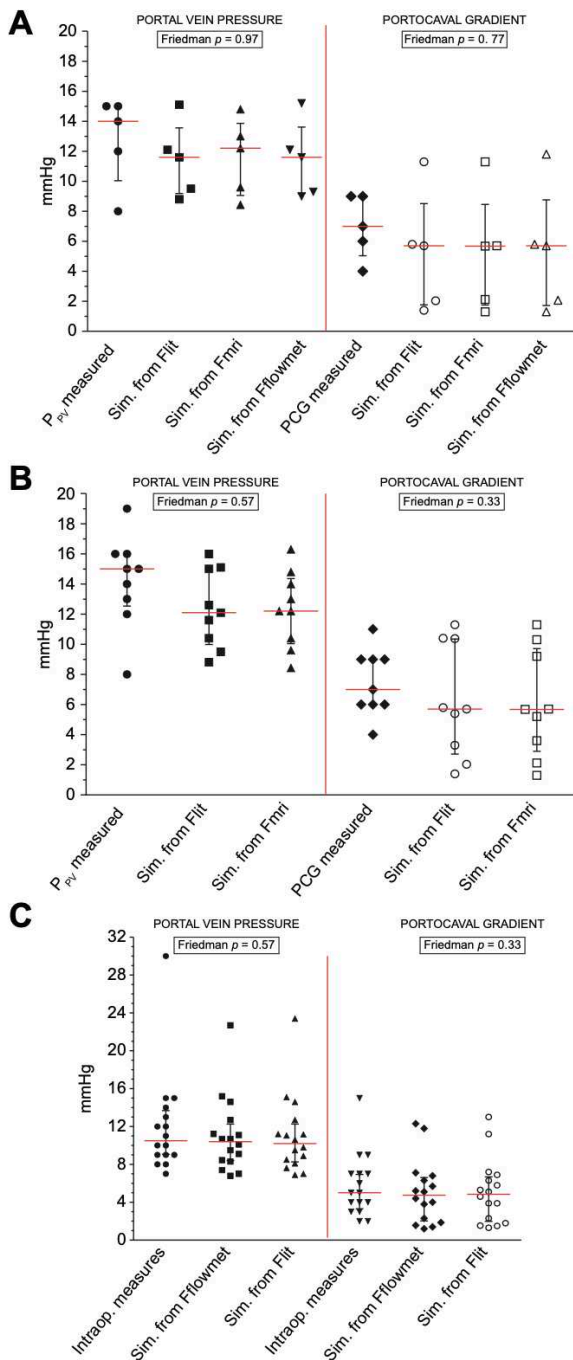 A
PORTAL VEIN PRESSURE
Friedman p = 0.97
PORTOCAVAL GRADIENT
Friedman p = 0. 77
20
18
16
14
12
10
8
6
4
2
0
mmHg
P PV measured
Sim. from Flit
Sim. from Fmri
Sim. from Fflowmet
PCG measured
Sim. from Flit
Sim. from Fmri
Sim. from Fflowmet
B
PORTAL VEIN PRESSURE
Friedman p = 0.57
PORTOCAVAL GRADIENT
Friedman p = 0.33
20
18
16
14
12
10
8
6
4
2
0
mmHg
P PV measured
Sim. from Flit
Sim. from Fmri
PCG measured
Sim. from Flit
Sim. from Fmri
C
PORTAL VEIN PRESSURE
Friedman p = 0.57
PORTOCAVAL GRADIENT
Friedman p = 0.33
32
28
24
20
16
12
8
4
0
mmHg
Intraop. measures
Sim. from Fflowmet
Sim. from Flit
Intraop. measures
Sim. from Fflowmet
Sim. from Flit